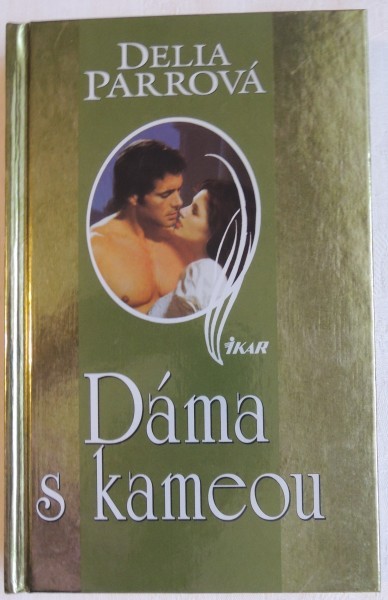 DELIA
PARROVÁ
IKAR
Dáma
s kameou